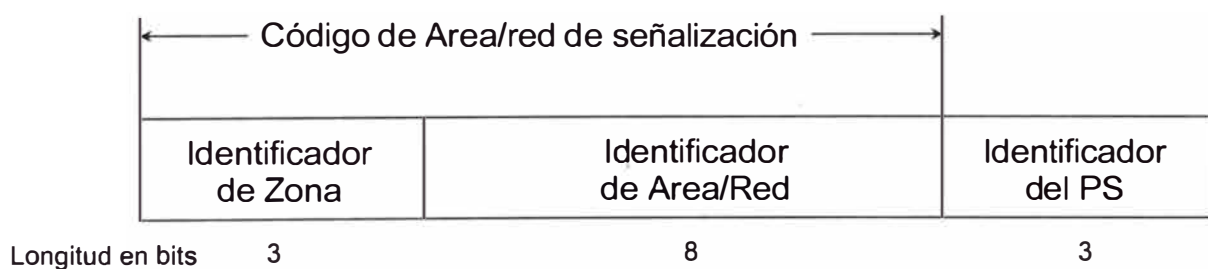 Código de Area/red de señalización
Identificador
de Zona
Identificador
de Area/Red
Identificador
del PS
Longitud en bits 3 8 3